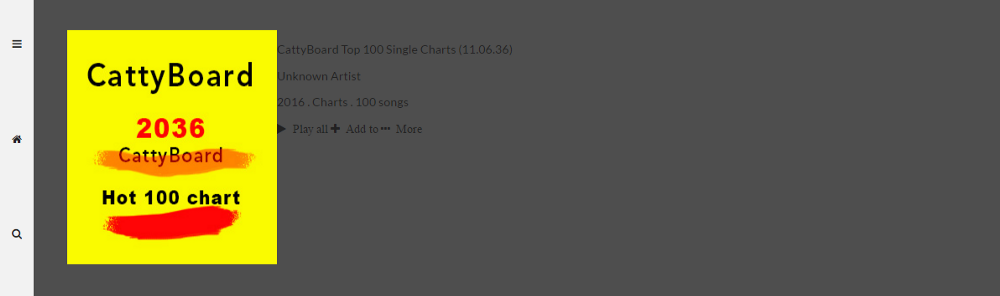 CattyBoard
2036
CattyBoard
Hot 100 chart
CattyBoard Top 100 Single Charts (11.06.36)
Unknown Artist
2016 . Charts . 100 songs
Play all Add to More